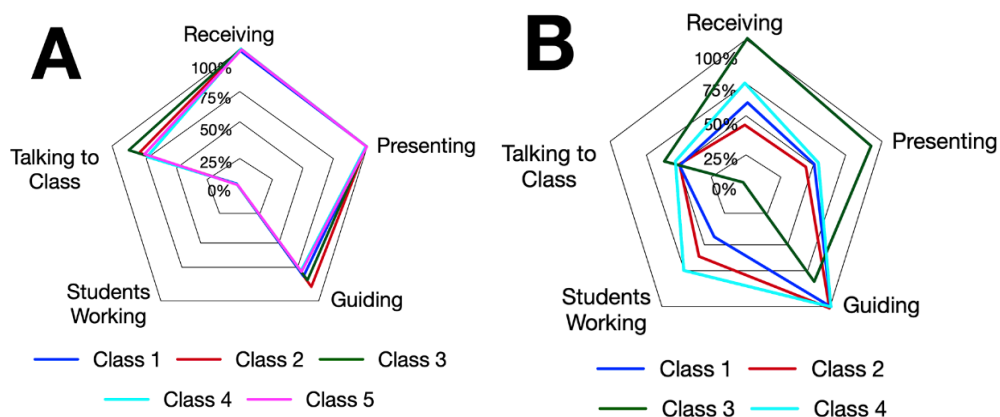 A
Receiving
100%
75%
50%
25%
0%
Presenting
Talking to
Class
Students
Working
Guiding
Class 1
Class 2
Class 3
Class 4
Class 5
B
Receiving
100%
75%
50%
25%
0%
Presenting
Talking to
Class
Students
Working
Guiding
Class 1
Class 2
Class 3
Class 4